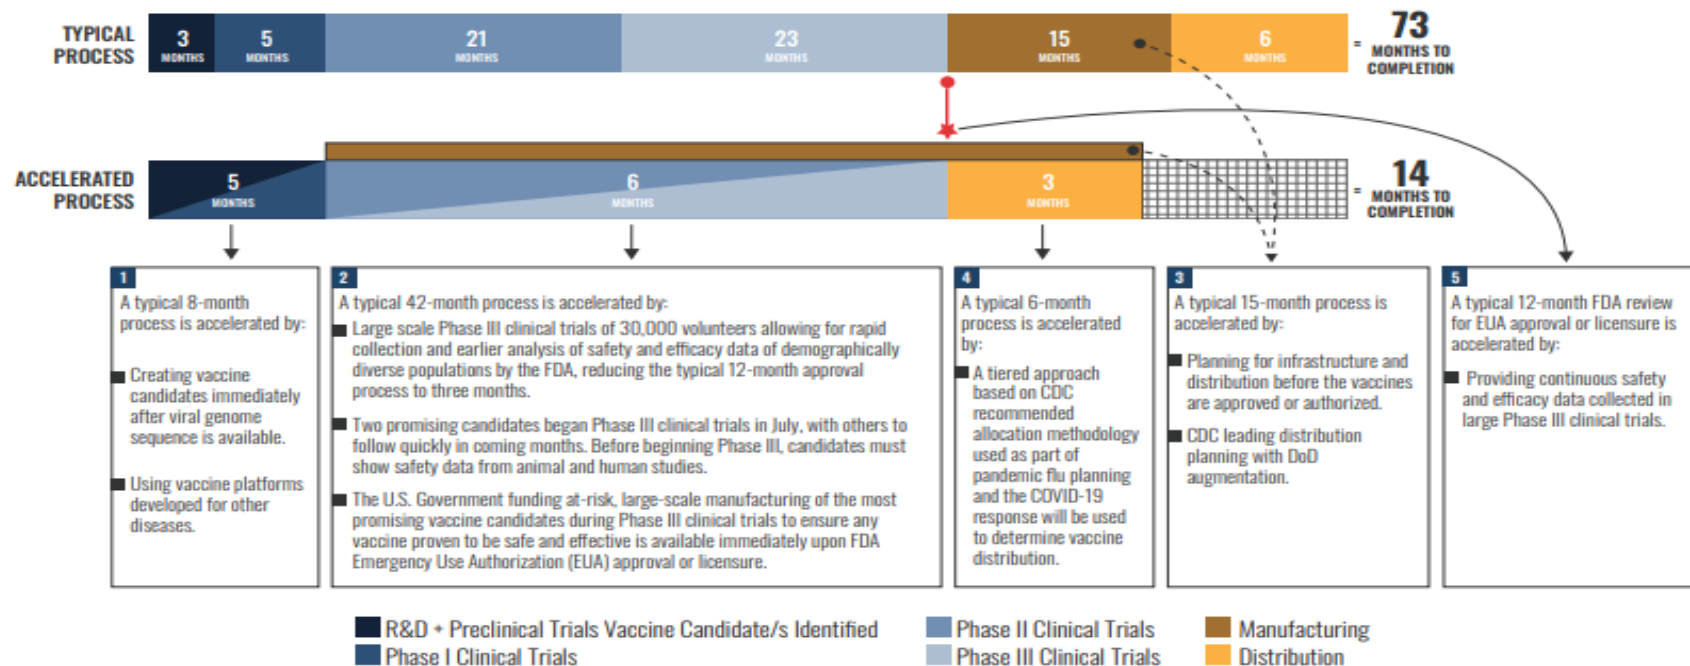 TYPICAL
PROCESS
3
MONTHS
5
MONTHS
21
MONTHS
23
MONTHS
15
MONTHS
6
MONTHS
=
73
MONTHS TO
COMPLETION
ACCELERATED
PROCESS
5
MONTHS
6
MONTHS
3
MONTHS
=
14
MONTHS TO
COMPLETION
1
A typical 8-month
process is accelerated by:
Creating vaccine
candidates immediately
after viral genome
sequence is available.
Using vaccine platforms
developed for other
diseases.
2
A typical 42-month process is accelerated by:
Large scale Phase III clinical trials of 30,000 volunteers allowing for rapid
collection and earlier analysis of safety and efficacy data of demographically
diverse populations by the FDA, reducing the typical 12-month approval
process to three months.
Two promising candidates began Phase III clinical trials in July, with others to
follow quickly in coming months. Before beginning Phase III, candidates must
show safety data from animal and human studies.
The U.S. Government funding at-risk, large-scale manufacturing of the most
promising vaccine candidates during Phase III clinical trials to ensure any
vaccine proven to be safe and effective is available immediately upon FDA
Emergency Use Authorization (EUA) approval or licensure.
4
A typical 6-month
process is accelerated
by:
A tiered approach
based on CDC
recommended
allocation methodology
used as part of
pandemic flu planning
and the COVID-19
response will be used
to determine vaccine
distribution.
3
A typical 15-month process is
accelerated by:
Planning for infrastructure and
distribution before the vaccines
are approved or authorized.
CDC leading distribution
planning with DoD
augmentation.
5
A typical 12-month FDA review
for EUA approval or licensure is
accelerated by:
Providing continuous safety
and efficacy data collected in
large Phase III clinical trials.
R&D + Preclinical Trials Vaccine Candidate/s Identified
Phase I Clinical Trials
Phase II Clinical Trials
Phase III Clinical Trials
Manufacturing
Distribution